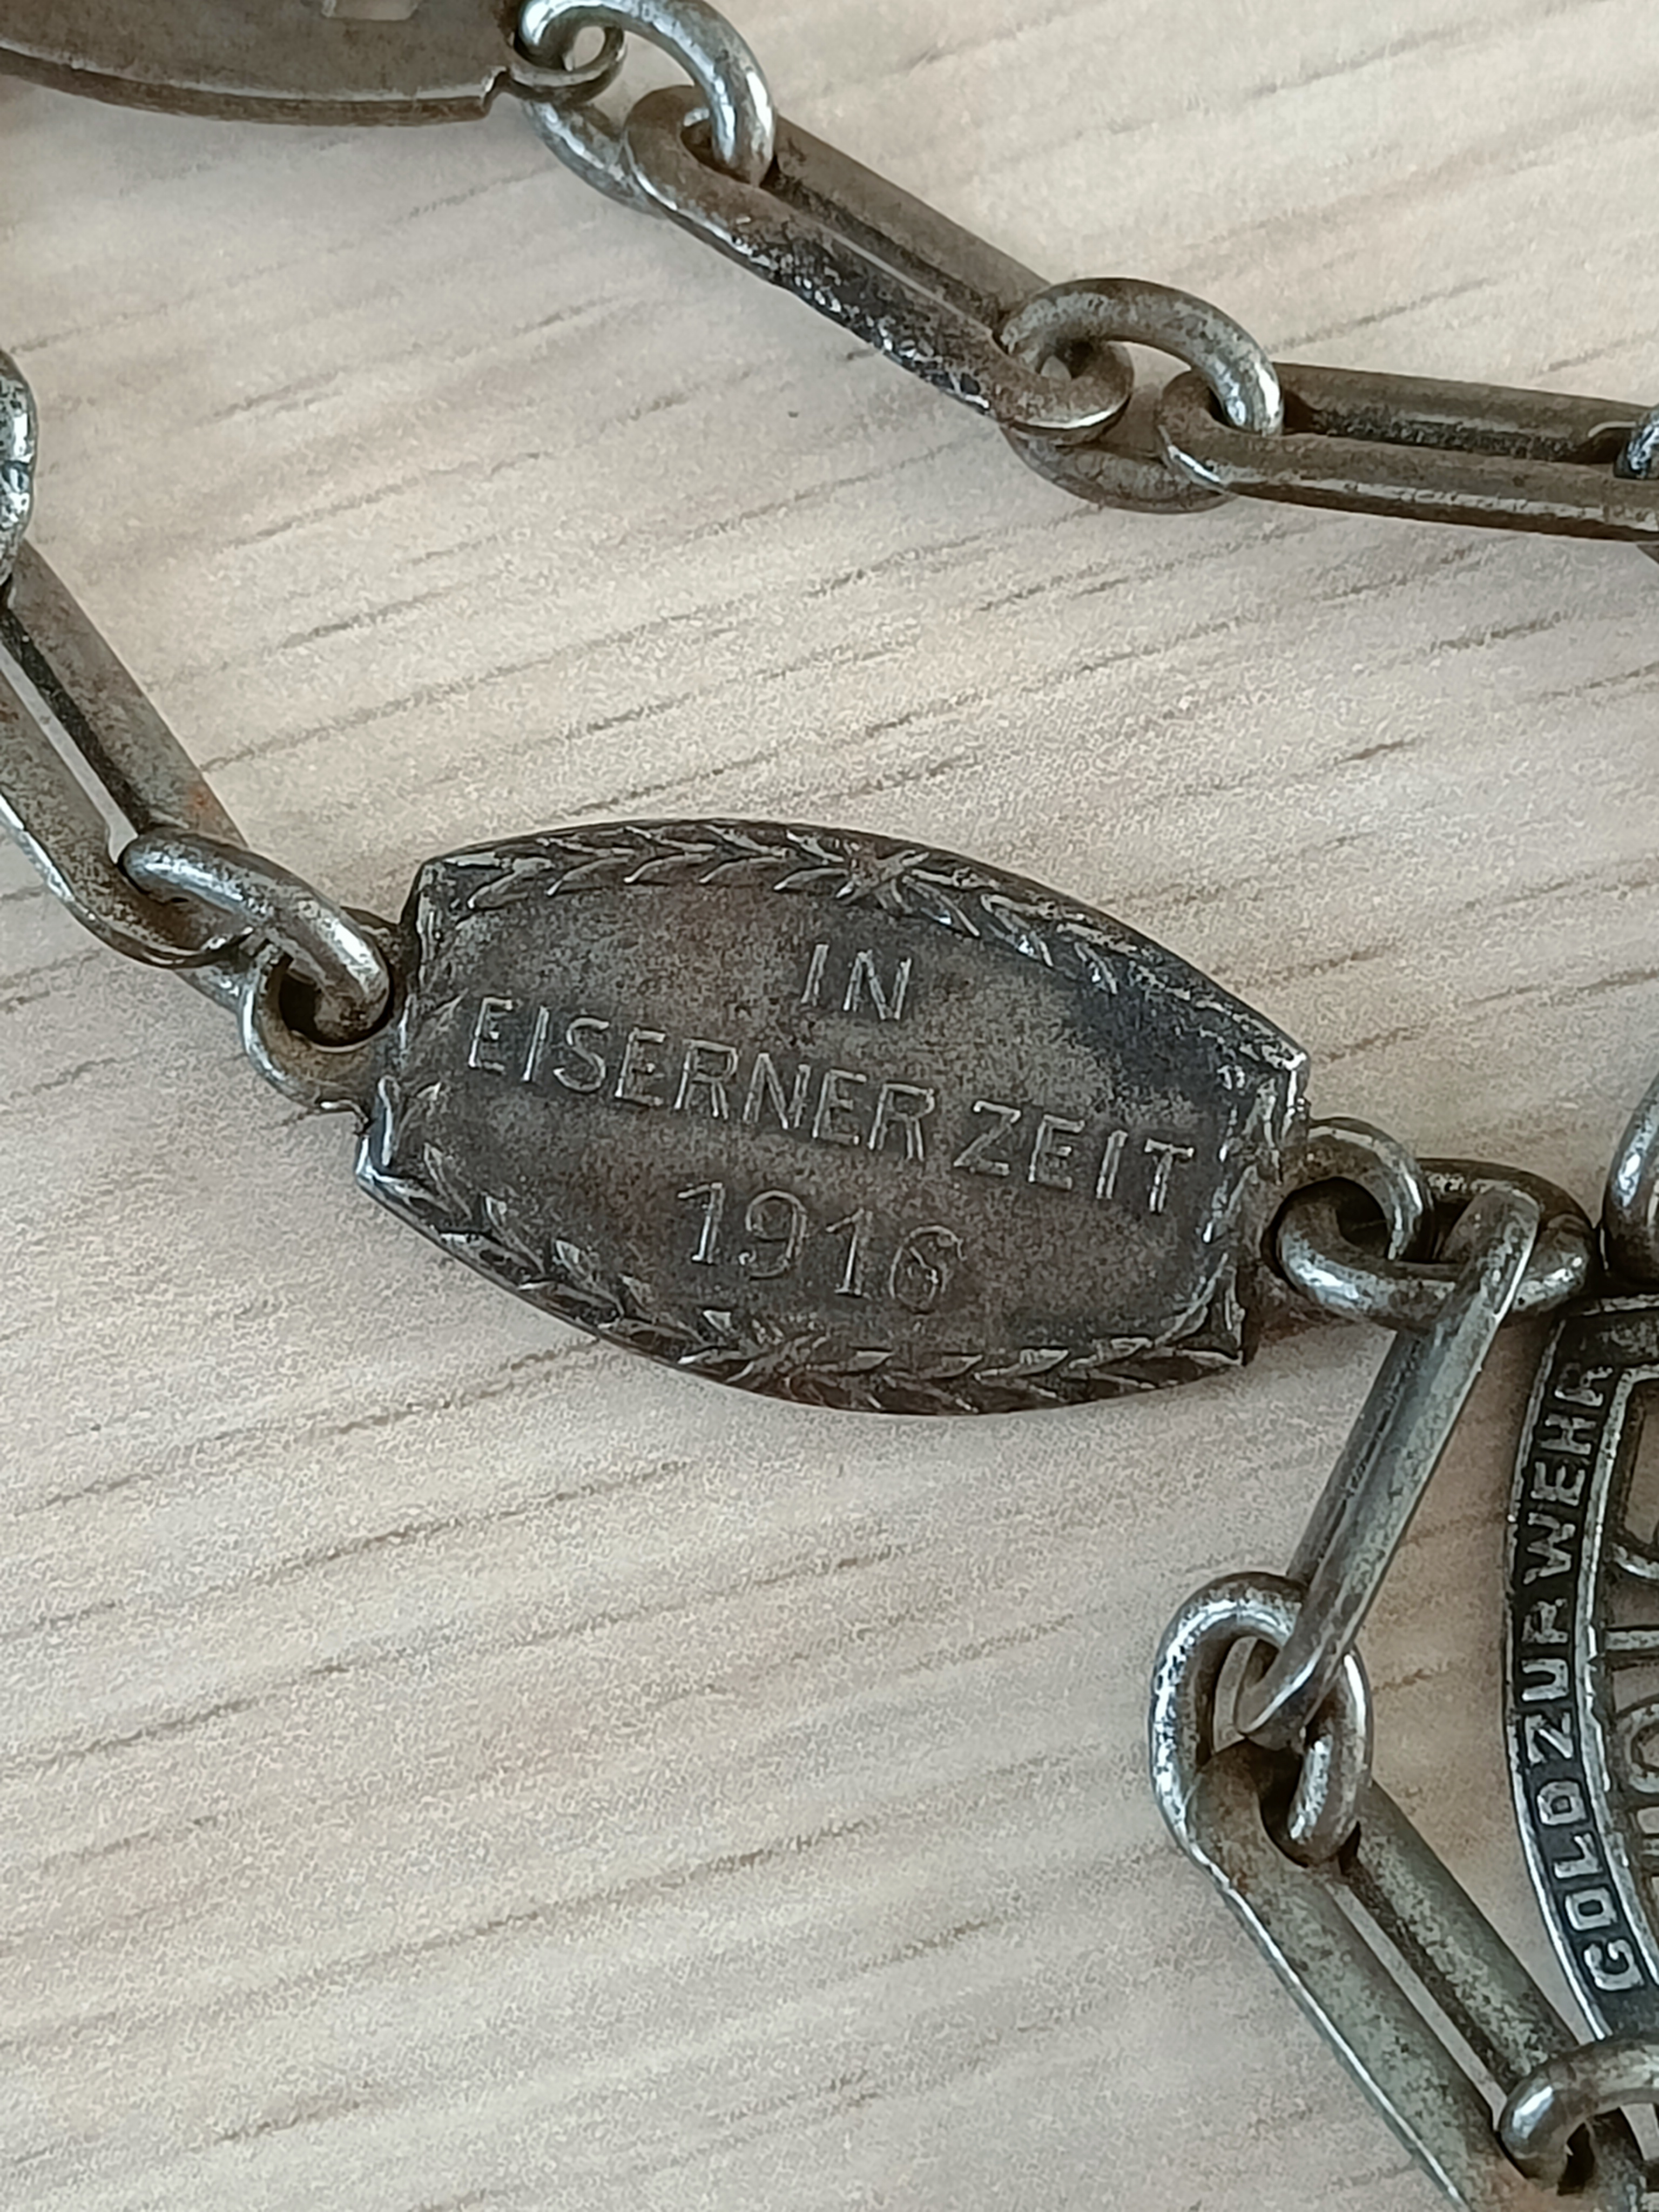 IN
EISERNER ZEIT
1916
GOLD ZUR WEHR